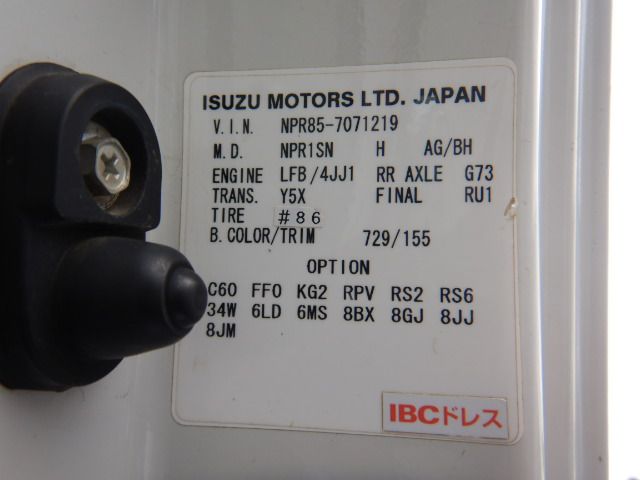 ISUZU MOTORS LTD. JAPAN
V.I.N. NPR85-7071219
M.D. NPR1SN H AG/BH
ENGINE LFB/4JJ1 RR AXLE G73
TRANS. Y5X FINAL RU1
TIRE #86
B.COLOR/TRIM 729/155
OPTION
C60 FF0 KG2 RPV RS2 RS6
34W 6LD 6MS 8BX 8GJ 8JJ
8JM
IBCドレス